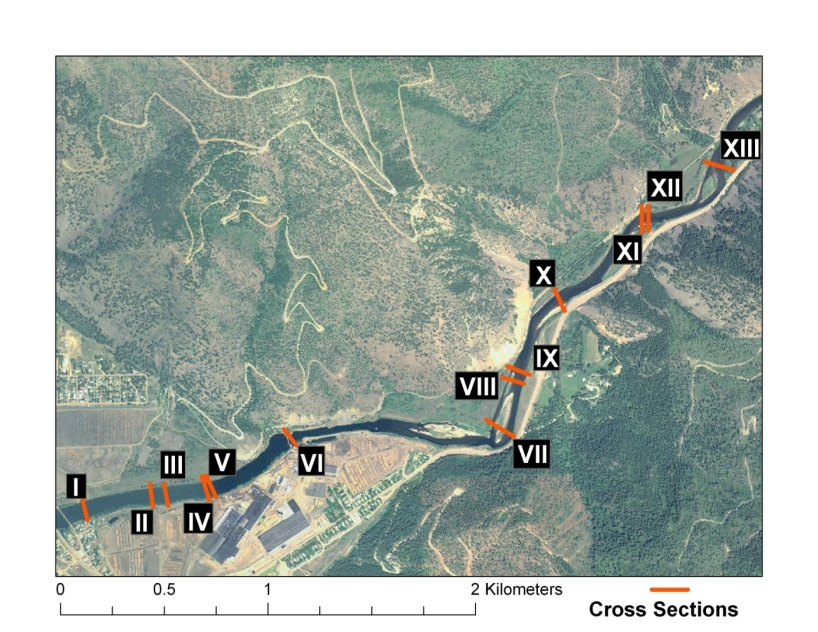 XIII
XII
XI
X
IX
VIII
VII
VI
V
III
I
II
IV
0 0.5 1 2 Kilometers
Cross Sections